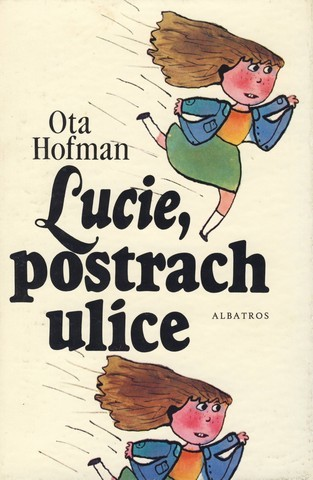 Ota
Hofman
Lucie,
postrach
ulice
ALBATROS